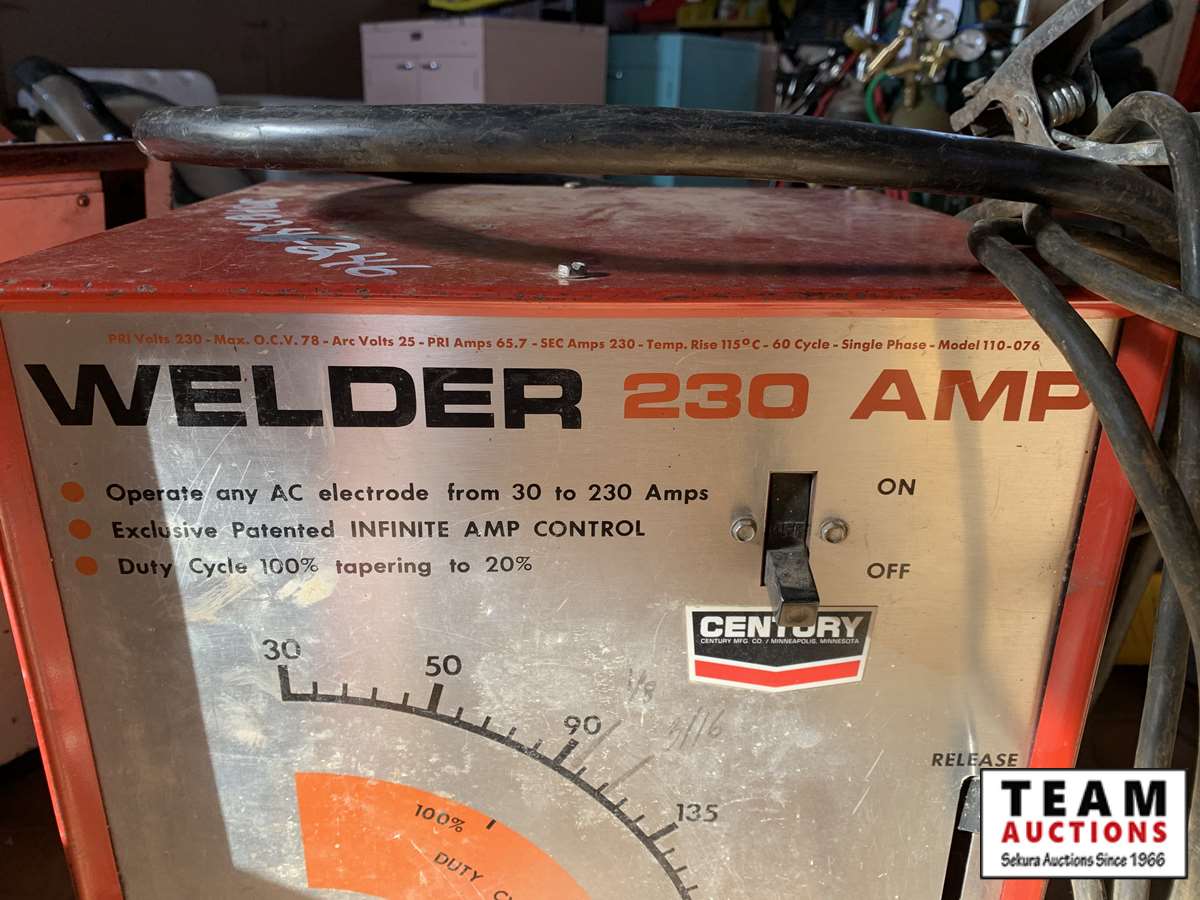 246
PRI Volts 230 - Max. O.C.V. 78 - Arc Volts 25 - PRI Amps 65.7 - SEC Amps 230 - Temp. Rise 115°C - 60 Cycle - Single Phase - Model 110-076
WELDER 230 AMP
Operate any AC electrode from 30 to 230 Amps
Exclusive Patented INFINITE AMP CONTROL
Duty Cycle 100% tapering to 20%
ON
OFF
OFF
CENTURY
CENTURY MFG. CO. / MINNEAPOLIS, MINNESOTA
30
50
90
135
1/8
5/16
RELEASE
100%
DUTY
TEAM
AUCTIONS
Sekura Auctions Since 1966